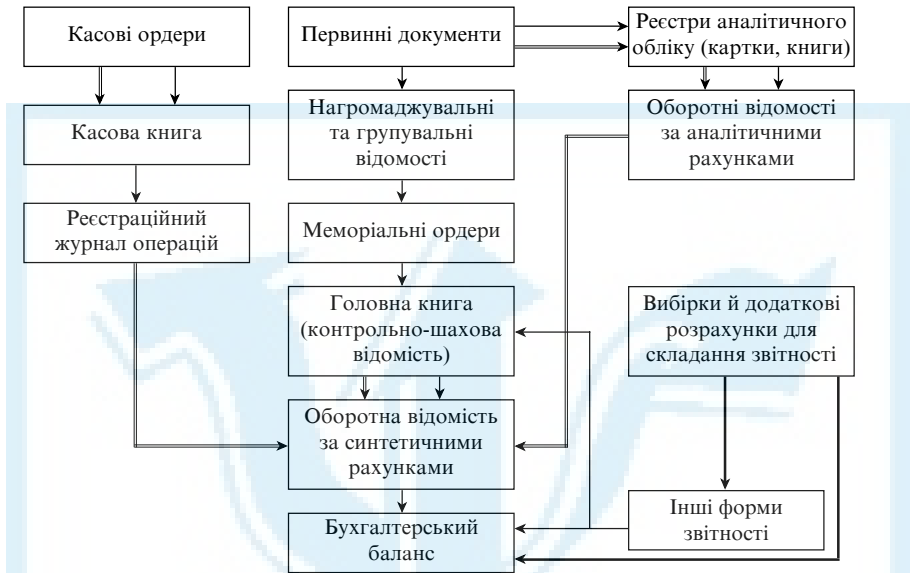 Касові ордери
Первинні документи
Реєстри аналітичного
обліку (картки, книги)
Касова книга
Нагромаджувальні
та групувальні
відомості
Оборотні відомості
за аналітичними
рахунками
Реєстраційний
журнал операцій
Меморіальні ордери
Головна книга
(контрольно-шахова
відомість)
Вибірки й додаткові
розрахунки для
складання звітності
Оборотна відомість
за синтетичними
рахунками
Інші форми
звітності
Бухгалтерський
баланс